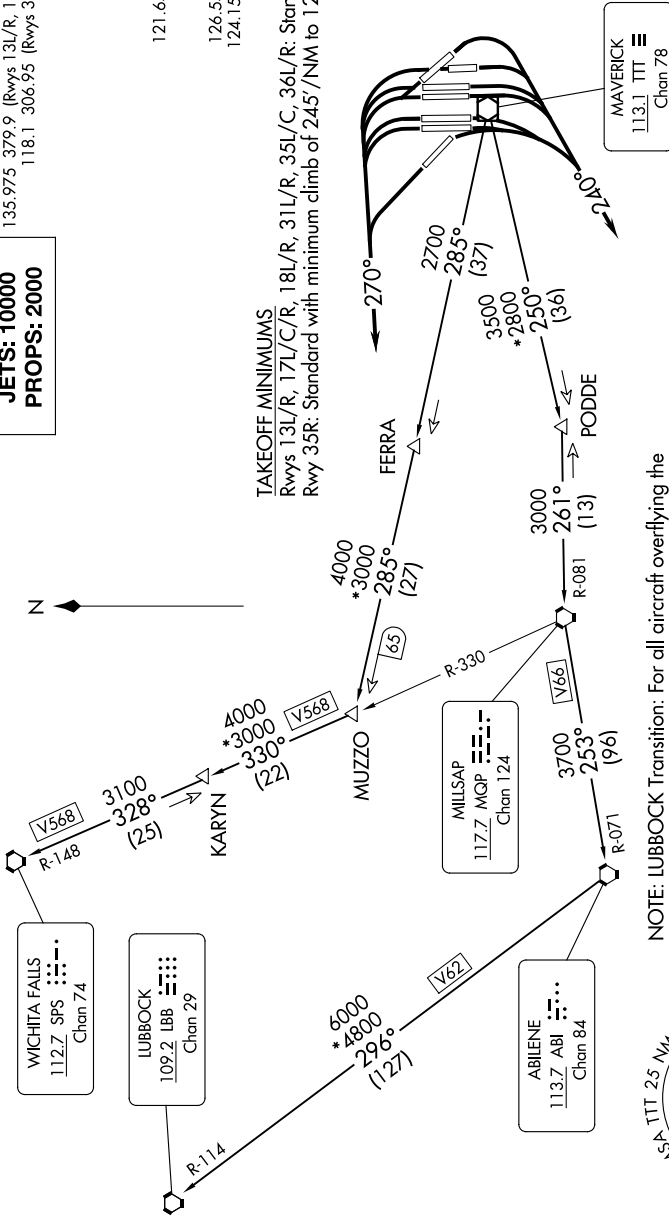 JETS: 10000
PROPS: 2000
135.975 379.9 (Rwys 13L/R, 1
118.1 306.95 (Rwys 3
121.6
126.5
124.15
TAKEOFF MINIMUMS
Rwys 13L/R, 17L/C/R, 18L/R, 31L/R, 35L/C, 36L/R: Stan
Rwy 35R: Standard with minimum climb of 245'/NM to 12
N
WICHITA FALLS
112.7 SPS
Chan 74
V568
R-148
3100
328°
(25)
KARYN
4000
*3000
330°
(22)
V568
MUZZO
65
4000
*3000
285°
(27)
FERRA
2700
285°
(37)
270°
240°
MAVERICK
113.1 TTT
Chan 78
3500
*2800
250°
(36)
PODDE
3000
261°
(13)
R-081
R-330
MILLSAP
117.7 MQP
Chan 124
V66
3700
253°
(96)
R-071
LUBBOCK
109.2 LBB
Chan 29
R-114
6000
*4800
296°
(127)
V62
ABILENE
113.7 ABI
Chan 84
NOTE: LUBBOCK Transition: For all aircraft overflying the
SA TTT 25 NM